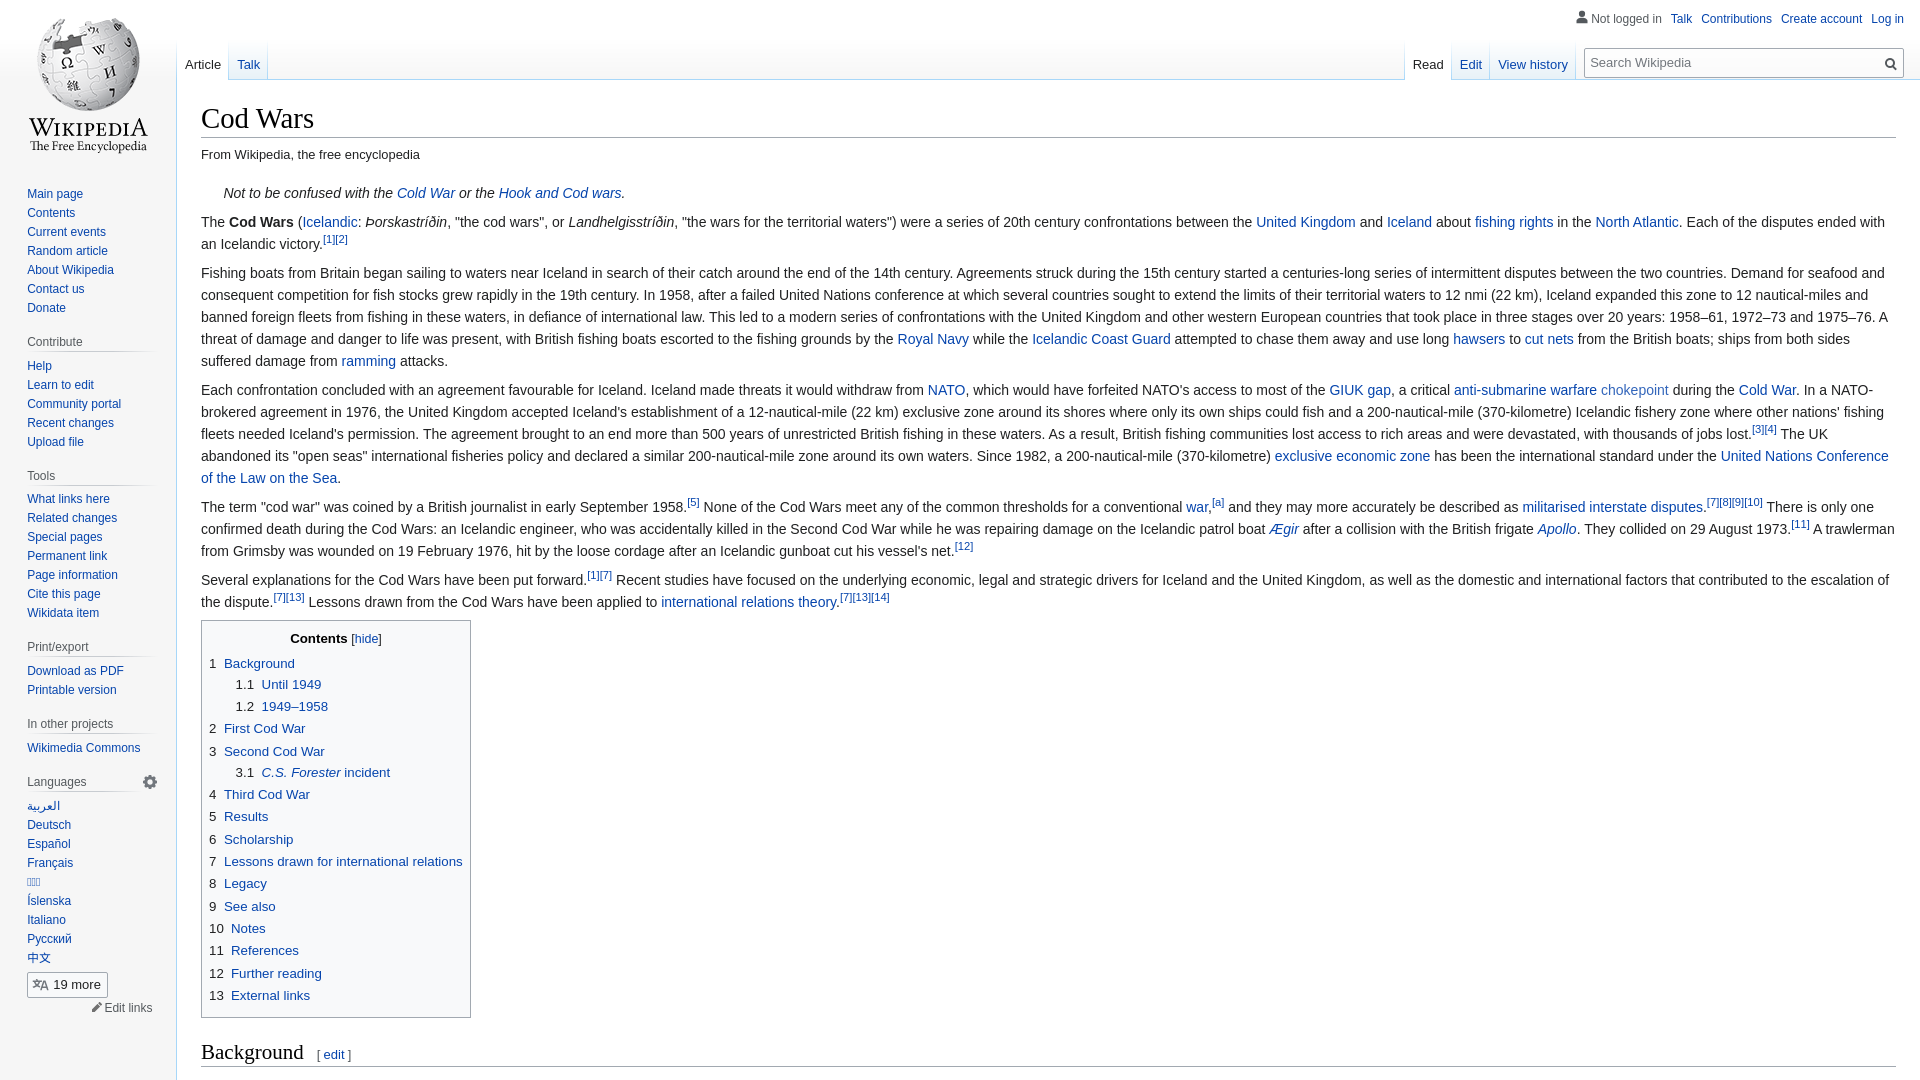 Not logged in Talk Contributions Create account Log in
Article Talk Read Edit View history Search Wikipedia
WIKIPEDIA
The Free Encyclopedia
Main page
Contents
Current events
Random article
About Wikipedia
Contact us
Donate
Contribute
Help
Learn to edit
Community portal
Recent changes
Upload file
Tools
What links here
Related changes
Special pages
Permanent link
Page information
Cite this page
Wikidata item
Print/export
Download as PDF
Printable version
In other projects
Wikimedia Commons
Languages
العربية
Deutsch
Español
Français
Íslenska
Italiano
Русский
中文
19 more
Edit links
Cod Wars
From Wikipedia, the free encyclopedia
Not to be confused with the Cold War or the Hook and Cod wars.
The Cod Wars (Icelandic: Þorskastríðin, "the cod wars", or Landhelgisstríðin, "the wars for the territorial waters") were a series of 20th century confrontations between the United Kingdom and Iceland about fishing rights in the North Atlantic. Each of the disputes ended with
an Icelandic victory.[1][2]
Fishing boats from Britain began sailing to waters near Iceland in search of their catch around the end of the 14th century. Agreements struck during the 15th century started a centuries-long series of intermittent disputes between the two countries. Demand for seafood and
consequent competition for fish stocks grew rapidly in the 19th century. In 1958, after a failed United Nations conference at which several countries sought to extend the limits of their territorial waters to 12 nmi (22 km), Iceland expanded this zone to 12 nautical-miles and
banned foreign fleets from fishing in these waters, in defiance of international law. This led to a modern series of confrontations with the United Kingdom and other western European countries that took place in three stages over 20 years: 1958–61, 1972–73 and 1975–76. A
threat of damage and danger to life was present, with British fishing boats escorted to the fishing grounds by the Royal Navy while the Icelandic Coast Guard attempted to chase them away and use long hawsers to cut nets from the British boats; ships from both sides
suffered damage from ramming attacks.
Each confrontation concluded with an agreement favourable for Iceland. Iceland made threats it would withdraw from NATO, which would have forfeited NATO's access to most of the GIUK gap, a critical anti-submarine warfare chokepoint during the Cold War. In a NATO-
brokered agreement in 1976, the United Kingdom accepted Iceland's establishment of a 12-nautical-mile (22 km) exclusive zone around its shores where only its own ships could fish and a 200-nautical-mile (370-kilometre) Icelandic fishery zone where other nations' fishing
fleets needed Iceland's permission. The agreement brought to an end more than 500 years of unrestricted British fishing in these waters. As a result, British fishing communities lost access to rich areas and were devastated, with thousands of jobs lost.[3][4] The UK
abandoned its "open seas" international fisheries policy and declared a similar 200-nautical-mile zone around its own waters. Since 1982, a 200-nautical-mile (370-kilometre) exclusive economic zone has been the international standard under the United Nations Conference
of the Law on the Sea.
The term "cod war" was coined by a British journalist in early September 1958.[5] None of the Cod Wars meet any of the common thresholds for a conventional war,[a] and they may more accurately be described as militarised interstate disputes.[7][8][9][10] There is only one
confirmed death during the Cod Wars: an Icelandic engineer, who was accidentally killed in the Second Cod War while he was repairing damage on the Icelandic patrol boat Ægir after a collision with the British frigate Apollo. They collided on 29 August 1973.[11] A trawlerman
from Grimsby was wounded on 19 February 1976, hit by the loose cordage after an Icelandic gunboat cut his vessel's net.[12]
Several explanations for the Cod Wars have been put forward.[1][7] Recent studies have focused on the underlying economic, legal and strategic drivers for Iceland and the United Kingdom, as well as the domestic and international factors that contributed to the escalation of
the dispute.[7][13] Lessons drawn from the Cod Wars have been applied to international relations theory.[7][13][14]
Contents [hide]
1 Background
1.1 Until 1949
1.2 1949–1958
2 First Cod War
3 Second Cod War
3.1 C.S. Forester incident
4 Third Cod War
5 Results
6 Scholarship
7 Lessons drawn for international relations
8 Legacy
9 See also
10 Notes
11 References
12 Further reading
13 External links
Background [ edit ]